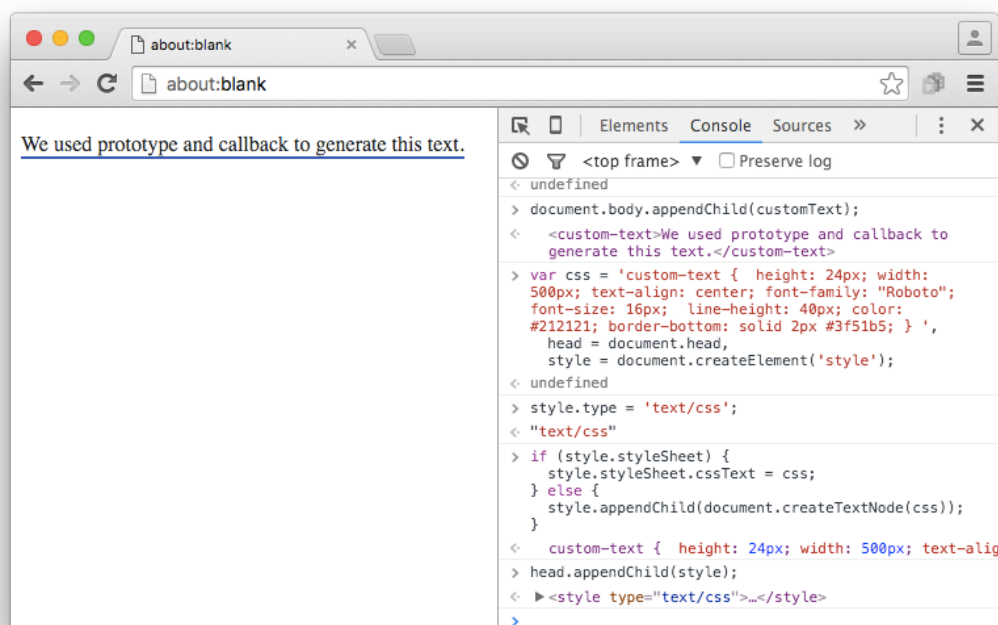 about:blank
about:blank
We used prototype and callback to generate this text.
Elements Console Sources
<top frame> ▼ Preserve log
undefined
document.body.appendChild(customText);
<custom-text>We used prototype and callback to
generate this text.</custom-text>
var css = 'custom-text {  height: 24px; width:
500px; text-align: center; font-family: "Roboto";
font-size: 16px;  line-height: 40px; color:
#212121; border-bottom: solid 2px #3f51b5; } ',
head = document.head,
style = document.createElement('style');
undefined
style.type = 'text/css';
"text/css"
if (style.styleSheet) {
style.styleSheet.cssText = css;
} else {
style.appendChild(document.createTextNode(css));
}
custom-text {  height: 24px; width: 500px; text-alig
head.appendChild(style);
▶<style type="text/css">…</style>